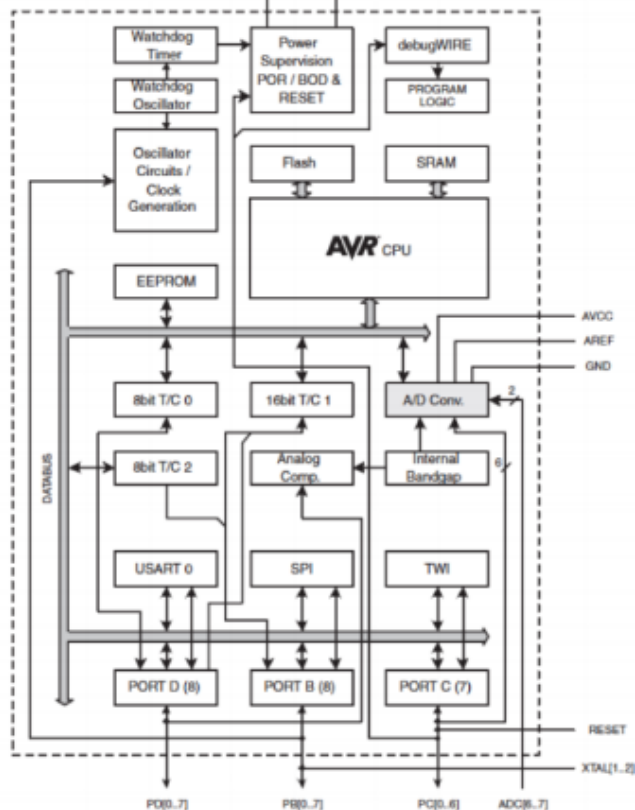 Watchdog
Timer
Power
Supervision
POR / BOD &
RESET
debugWIRE
Watchdog
Oscillator
PROGRAM
LOGIC
Oscillator
Circuits /
Clock
Generation
Flash
SRAM
AVR CPU
EEPROM
AVCC
AREF
GND
8bit T/C 0
16bit T/C 1
A/D Conv.
2
DATABUS
8bit T/C 2
Analog
Comp.
Internal
Bandgap
6
USART 0
SPI
TWI
PORT D (8)
PORT B (8)
PORT C (7)
RESET
XTAL[1..2]
PD[0..7]
PB[0..7]
PC[0..6]
ADC[6..7]